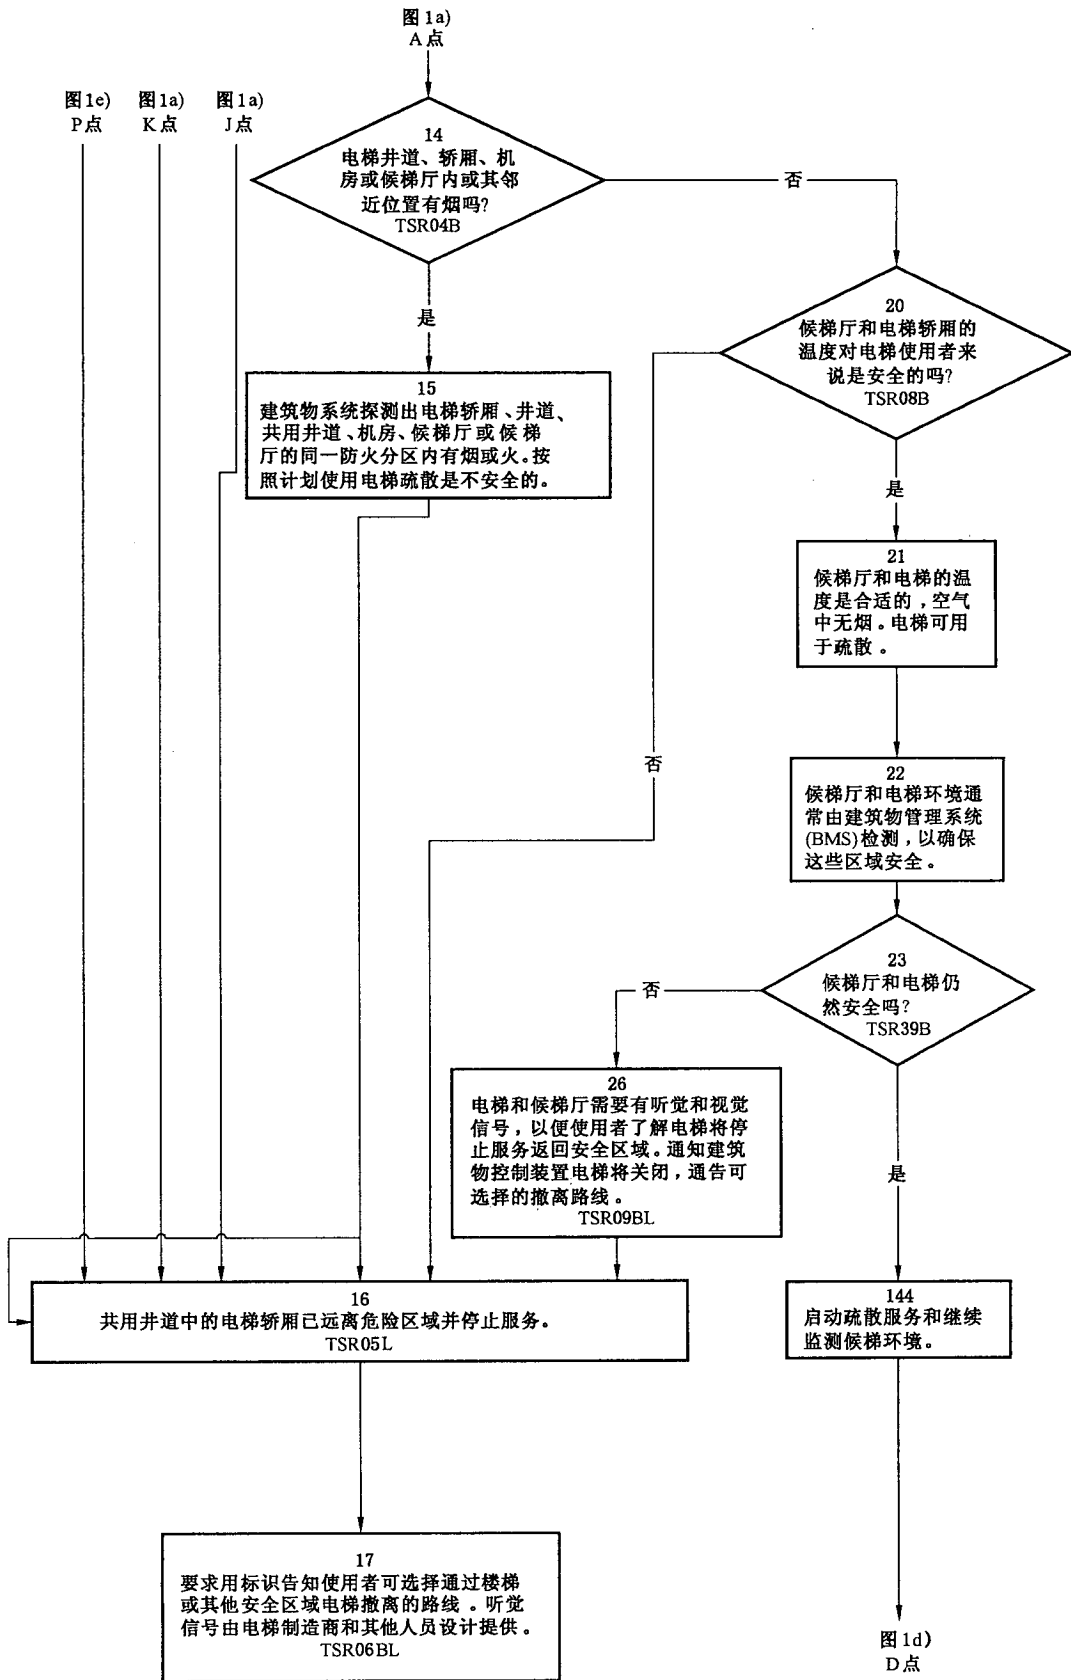 图1a)
A点
图1e)
P点
图1a)
K点
图1a)
J点
14
电梯井道、轿厢、机
房或候梯厅内或其邻
近位置有烟吗?
TSR04B
否
是
20
候梯厅和电梯轿厢的
温度对电梯使用者来
说是安全的吗?
TSR08B
15
建筑物系统探测出电梯轿厢、井道、
共用井道、机房、候梯厅或候梯
厅的同一防火分区内有烟或火。按
照计划使用电梯疏散是不安全的。
是
21
候梯厅和电梯的温
度是合适的，空气
中无烟。电梯可用
于疏散。
否
22
候梯厅和电梯环境通
常由建筑物管理系统
(BMS)检测，以确保
这些区域安全。
23
候梯厅和电梯仍
然安全吗?
TSR39B
否
26
电梯和候梯厅需要有听觉和视觉
信号，以便使用者了解电梯将停
止服务返回安全区域。通知建筑
物控制装置电梯将关闭，通告可
选择的撤离路线。
TSR09BL
是
16
共用井道中的电梯轿厢已远离危险区域并停止服务。
TSR05L
144
启动疏散服务和继续
监测候梯环境。
17
要求用标识告知使用者可选择通过楼梯
或其他安全区域电梯撤离的路线。听觉
信号由电梯制造商和其他人员设计提供。
TSR06BL
图1d)
D点